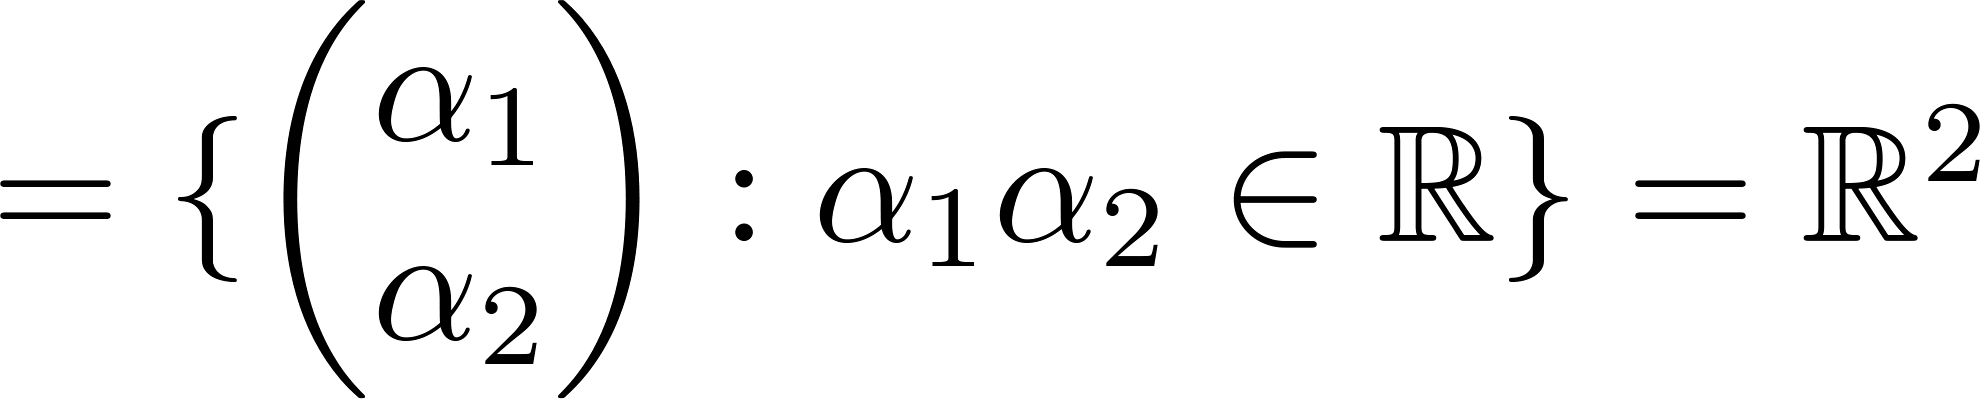 = { ( α₁ α₂ ) : α₁α₂ ∈ ℝ } = ℝ²